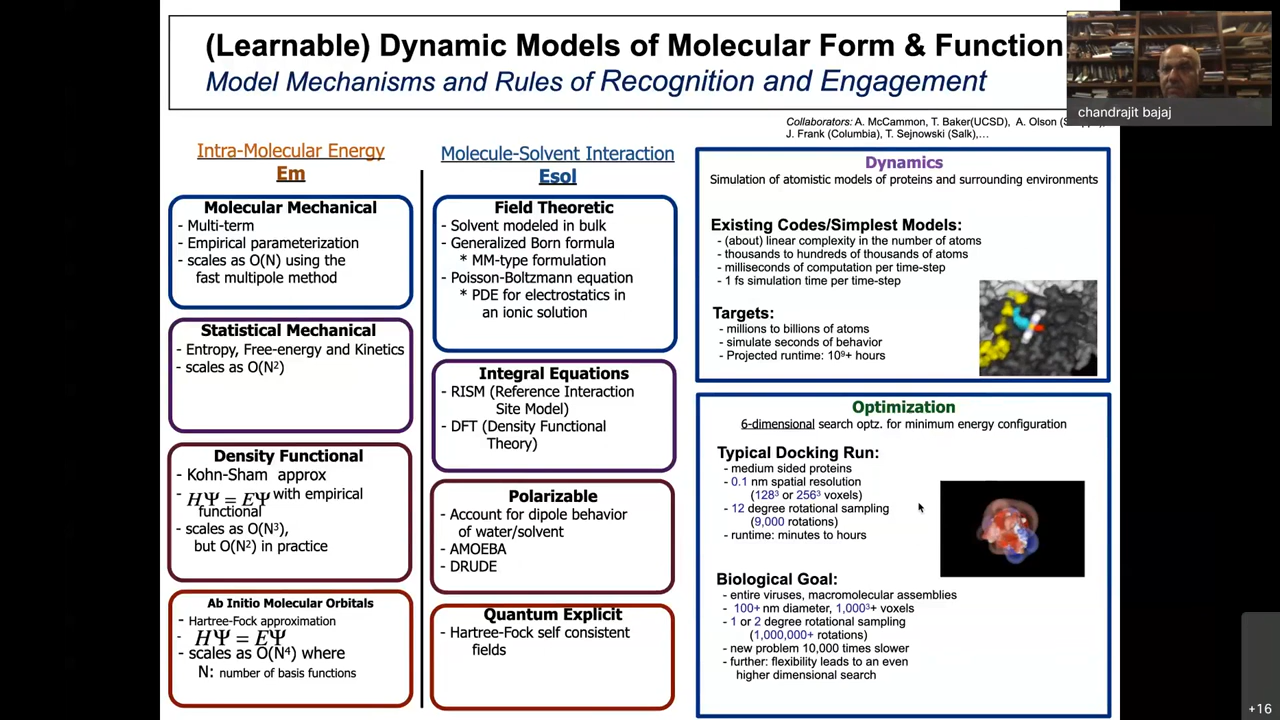 (Learnable) Dynamic Models of Molecular Form & Function
Model Mechanisms and Rules of Recognition and Engagement
chandrajit bajaj
Collaborators: A. McCammon, T. Baker(UCSD), A. Olson
J. Frank (Columbia), T. Sejnowski (Salk),...
Intra-Molecular Energy
Em
Molecular Mechanical
- Multi-term
- Empirical parameterization
- scales as O(N) using the
fast multipole method
Statistical Mechanical
- Entropy, Free-energy and Kinetics
- scales as O(N²)
Density Functional
- Kohn-Sham approx
- HΨ = EΨ with empirical
functional
- scales as O(N³),
but O(N²) in practice
Ab Initio Molecular Orbitals
- Hartree-Fock approximation
- HΨ = EΨ
- scales as O(N⁴) where
N: number of basis functions
Molecule-Solvent Interaction
Esol
Field Theoretic
- Solvent modeled in bulk
- Generalized Born formula
* MM-type formulation
- Poisson-Boltzmann equation
* PDE for electrostatics in
an ionic solution
Integral Equations
- RISM (Reference Interaction
Site Model)
- DFT (Density Functional
Theory)
Polarizable
- Account for dipole behavior
of water/solvent
- AMOEBA
- DRUDE
Quantum Explicit
- Hartree-Fock self consistent
fields
Dynamics
Simulation of atomistic models of proteins and surrounding environments
Existing Codes/Simplest Models:
- (about) linear complexity in the number of atoms
- thousands to hundreds of thousands of atoms
- milliseconds of computation per time-step
- 1 fs simulation time per time-step
Targets:
- millions to billions of atoms
- simulate seconds of behavior
- Projected runtime: 10⁹+ hours
Optimization
6-dimensional search optz. for minimum energy configuration
Typical Docking Run:
- medium sided proteins
- 0.1 nm spatial resolution
(128³ or 256³ voxels)
- 12 degree rotational sampling
(9,000 rotations)
- runtime: minutes to hours
Biological Goal:
- entire viruses, macromolecular assemblies
- 100+ nm diameter, 1,000³+ voxels
- 1 or 2 degree rotational sampling
(1,000,000+ rotations)
- new problem 10,000 times slower
- further: flexibility leads to an even
higher dimensional search
+16